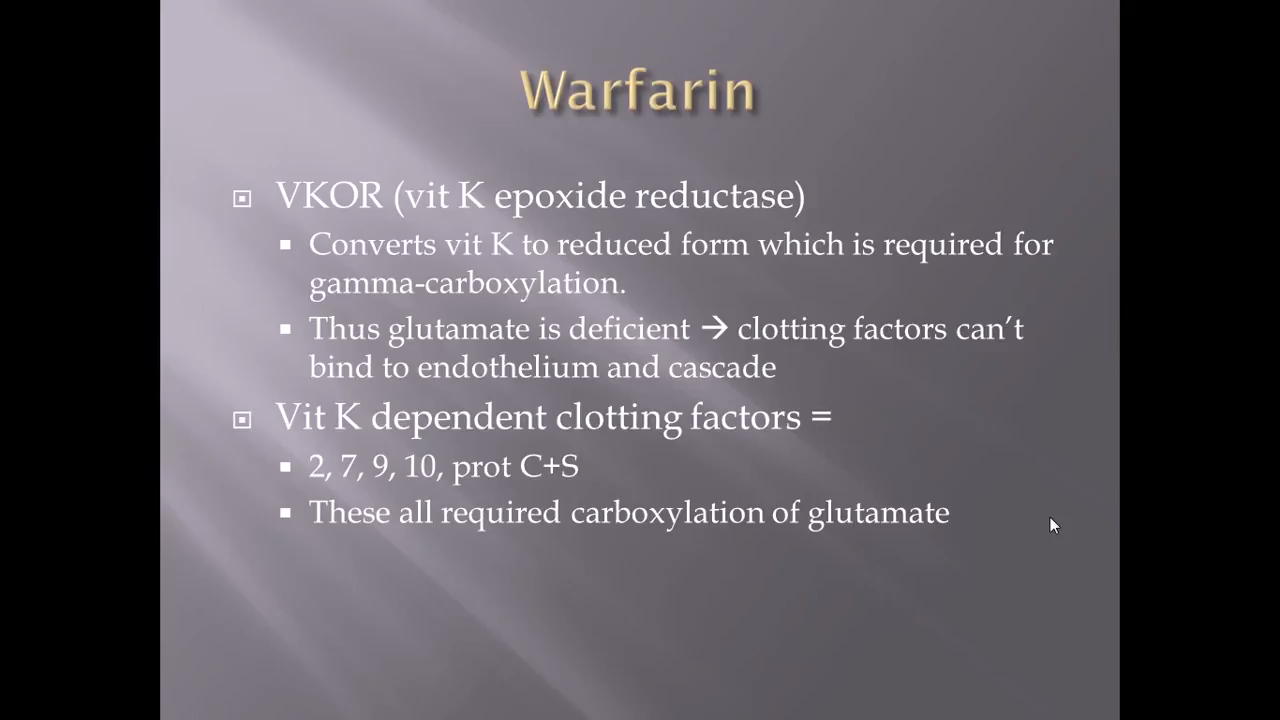 Warfarin
VKOR (vit K epoxide reductase)
Converts vit K to reduced form which is required for
gamma-carboxylation.
Thus glutamate is deficient → clotting factors can't
bind to endothelium and cascade
Vit K dependent clotting factors =
2, 7, 9, 10, prot C+S
These all required carboxylation of glutamate